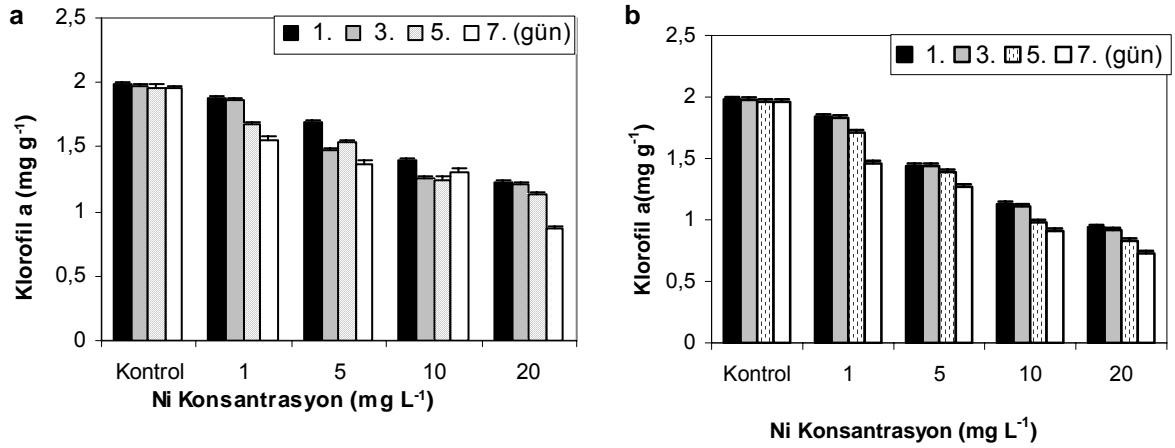 a
2,5
1. 3. 5. 7. (gün)
2
1,5
1
0,5
0
Klorofil a (mg g-1)
Kontrol 1 5 10 20
Ni Konsantrasyon (mg L-1)
b
2,5
1. 3. 5. 7. (gün)
2
1,5
1
0,5
0
Klorofil a(mg g-1)
Kontrol 1 5 10 20
Ni Konsantrasyon (mg L-1)